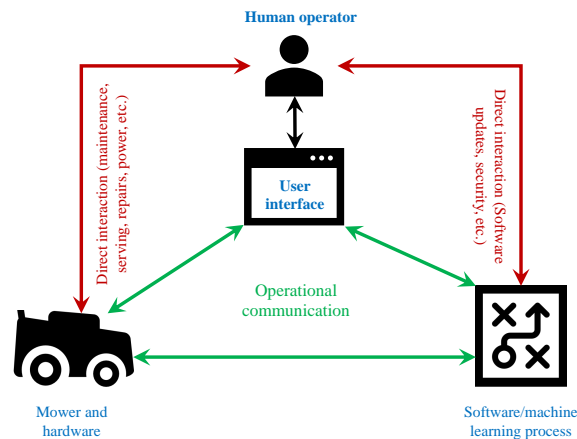 Human operator
Direct interaction (maintenance,
serving, repairs, power, etc.)
Direct interaction (Software
updates, security, etc.)
User
interface
Operational
communication
Mower and
hardware
Software/machine
learning process